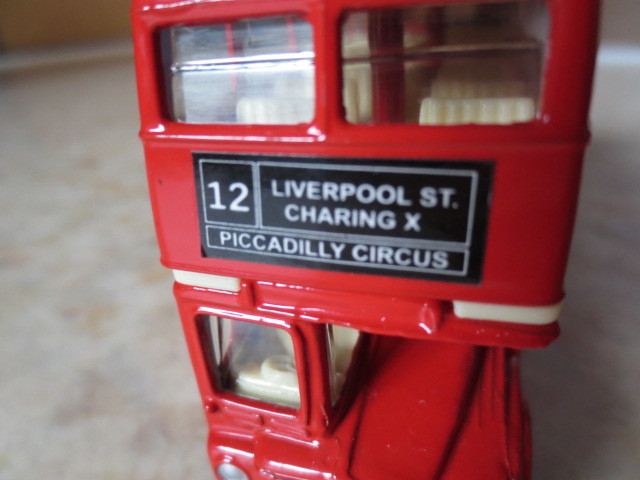 12
LIVERPOOL ST.
CHARING X
PICCADILLY CIRCUS